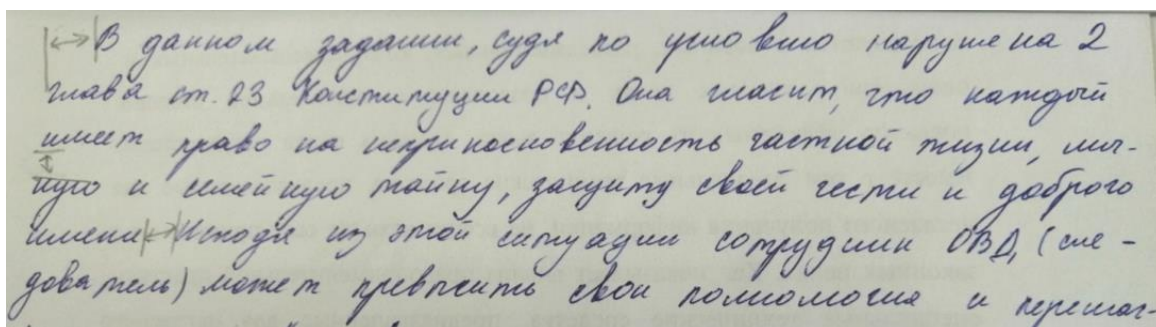 В данном задании, судя по условию нарушена 2
глава ст. 23 Конституции РФ. Она гласит, что каждый
имеет право на неприкосновенность частной жизни, лич-
ную и семейную тайну, защиту своей чести и доброго
имени. Исходя из этой ситуации сотрудник ОВД, (сле-
дователь) может превысить свои полномочия и перешаг-